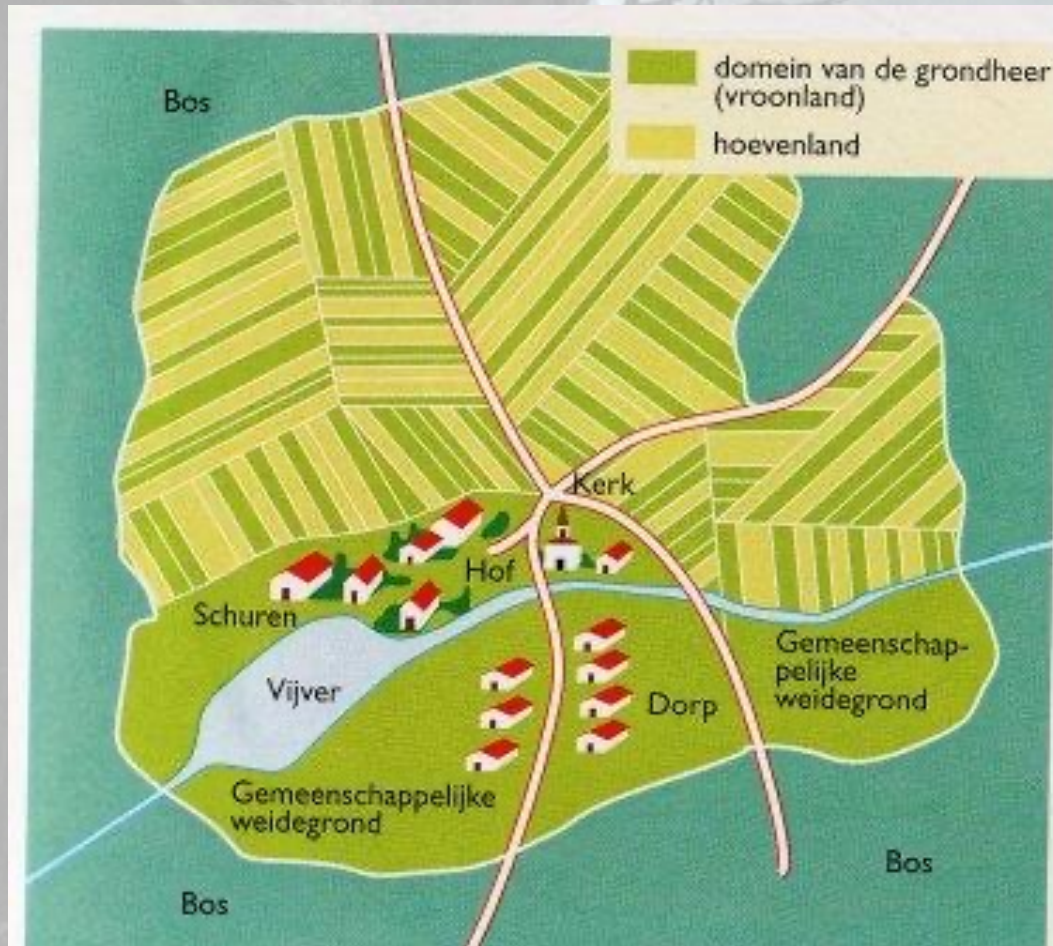 Bos
domein van de grondheer
(vroonland)
hoevenland
Kerk
Hof
Schuren
Vijver
Dorp
Gemeenschap-
pelijke
weidegrond
Gemeenschappelijke
weidegrond
Bos
Bos